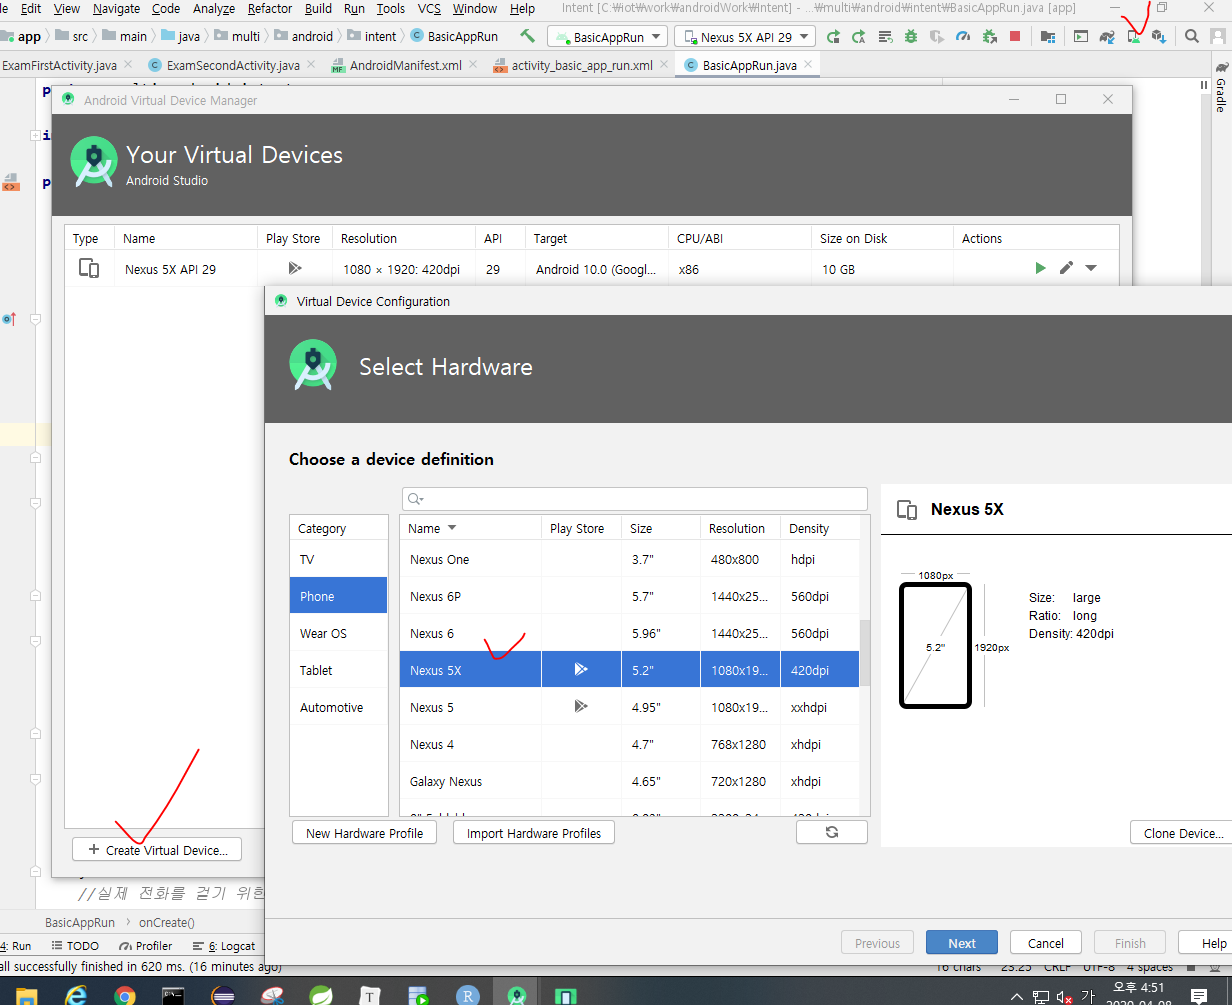 Edit View Navigate Code Analyze Refactor Build Run Tools VCS Window Help Intent [C:₩iot₩work₩androidWork₩Intent] - ...₩multi₩android₩intent₩BasicAppRun.java [app]
app src main java multi android intent BasicAppRun BasicAppRun Nexus 5X API 29
ExamFirstActivity.java ExamSecondActivity.java AndroidManifest.xml activity_basic_app_run.xml BasicAppRun.java
Gradle
Android Virtual Device Manager
Your Virtual Devices
Android Studio
Type Name Play Store Resolution API Target CPU/ABI Size on Disk Actions
Nexus 5X API 29 1080 × 1920: 420dpi 29 Android 10.0 (Googl... x86 10 GB
Virtual Device Configuration
Select Hardware
Choose a device definition
Category
TV
Phone
Wear OS
Tablet
Automotive
Name Play Store Size Resolution Density
Nexus One 3.7" 480x800 hdpi
Nexus 6P 5.7" 1440x25... 560dpi
Nexus 6 5.96" 1440x25... 560dpi
Nexus 5X 5.2" 1080x19... 420dpi
Nexus 5 4.95" 1080x19... xxhdpi
Nexus 4 4.7" 768x1280 xhdpi
Galaxy Nexus 4.65" 720x1280 xhdpi
Nexus 5X
1080px
5.2"
1920px
Size: large
Ratio: long
Density: 420dpi
New Hardware Profile Import Hardware Profiles
Clone Device...
Create Virtual Device...
//실제 전화를 걷기 위한
BasicAppRun onCreate()
Previous Next Cancel Finish Help
4: Run TODO Profiler 6: Logcat
all successfully finished in 620 ms. (16 minutes ago)
16 chars 23:25 CRLF UTF-8 4 spaces
가 오후 4:51
2020-04-08